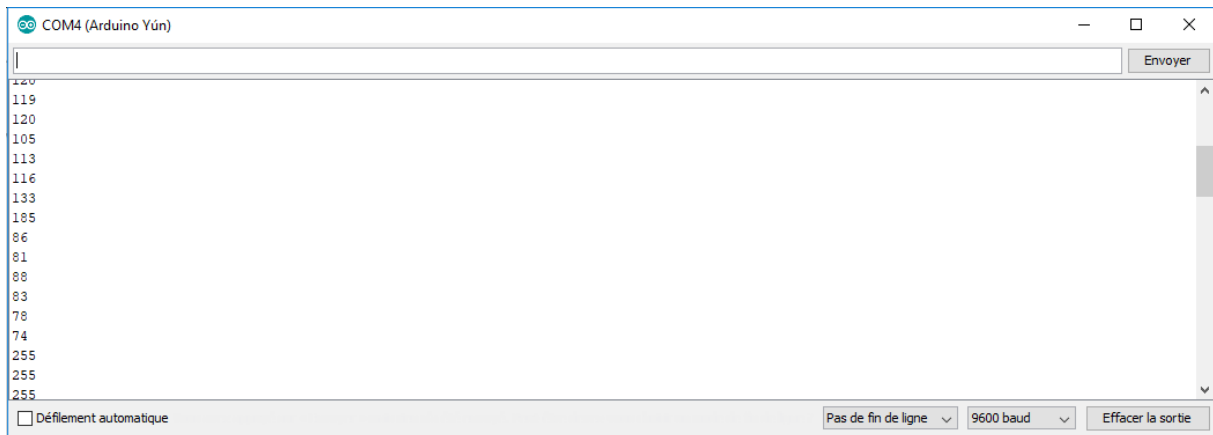 COM4 (Arduino Yún)
Envoyer
120
119
120
105
113
116
133
185
86
81
88
83
78
74
255
255
255
Défilement automatique
Pas de fin de ligne
9600 baud
Effacer la sortie